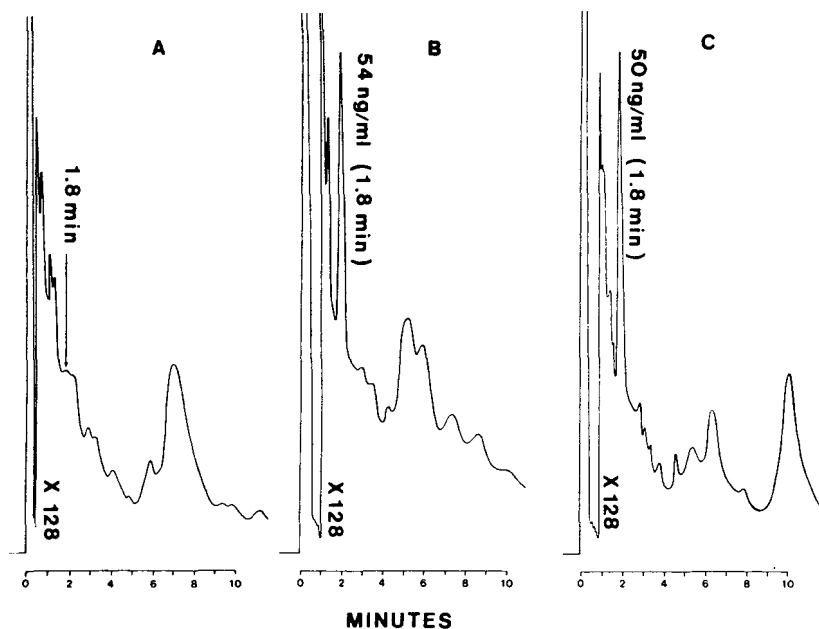 A
B
C
1.8 min
54 ng/ml (1.8 min)
50 ng/ml (1.8 min)
X 128
X 128
X 128
0 2 4 6 8 10
0 2 4 6 8 10
0 2 4 6 8 10
MINUTES